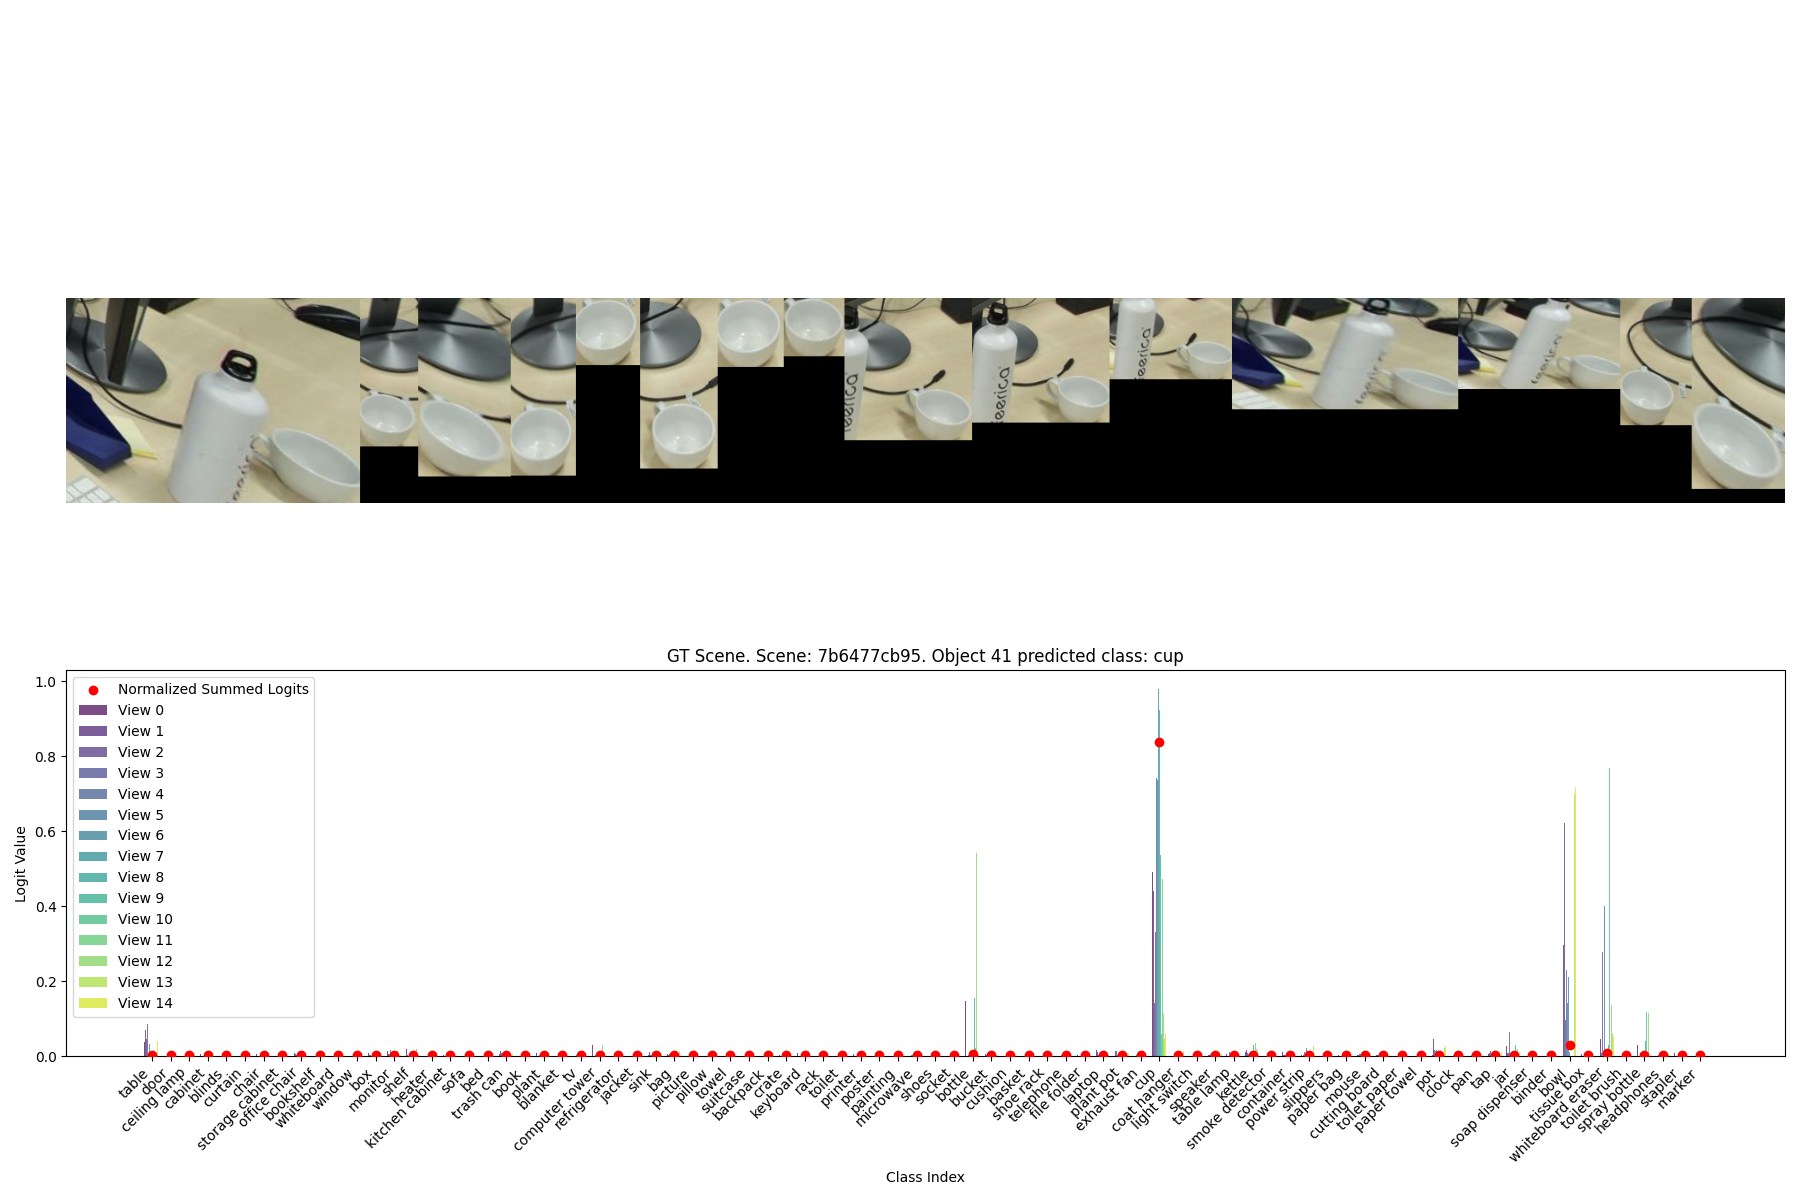 GT Scene. Scene: 7b6477cb95. Object 41 predicted class: cup
Logit Value
1.0
0.8
0.6
0.4
0.2
0.0
Normalized Summed Logits
View 0
View 1
View 2
View 3
View 4
View 5
View 6
View 7
View 8
View 9
View 10
View 11
View 12
View 13
View 14
table
door
ceiling lamp
cabinet
blinds
curtain
chair
storage cabinet
office chair
bookshelf
whiteboard
window
box
monitor
shelf
heater
kitchen cabinet
sofa
bed
trash can
book
plant
blanket
tv
computer tower
refrigerator
jacket
sink
bag
picture
pillow
towel
suitcase
backpack
crate
keyboard
rack
toilet
printer
poster
painting
microwave
shoes
socket
bottle
bucket
cushion
basket
shoe rack
telephone
file folder
laptop
plant pot
exhaust fan
cup
coat hanger
light switch
speaker
table lamp
kettle
smoke detector
container
power strip
slippers
paper bag
mouse
cutting board
toilet paper
paper towel
pot
clock
pan
tap
jar
soap dispenser
binder
bowl
tissue box
whiteboard eraser
toilet brush
spray bottle
headphones
stapler
marker
Class Index